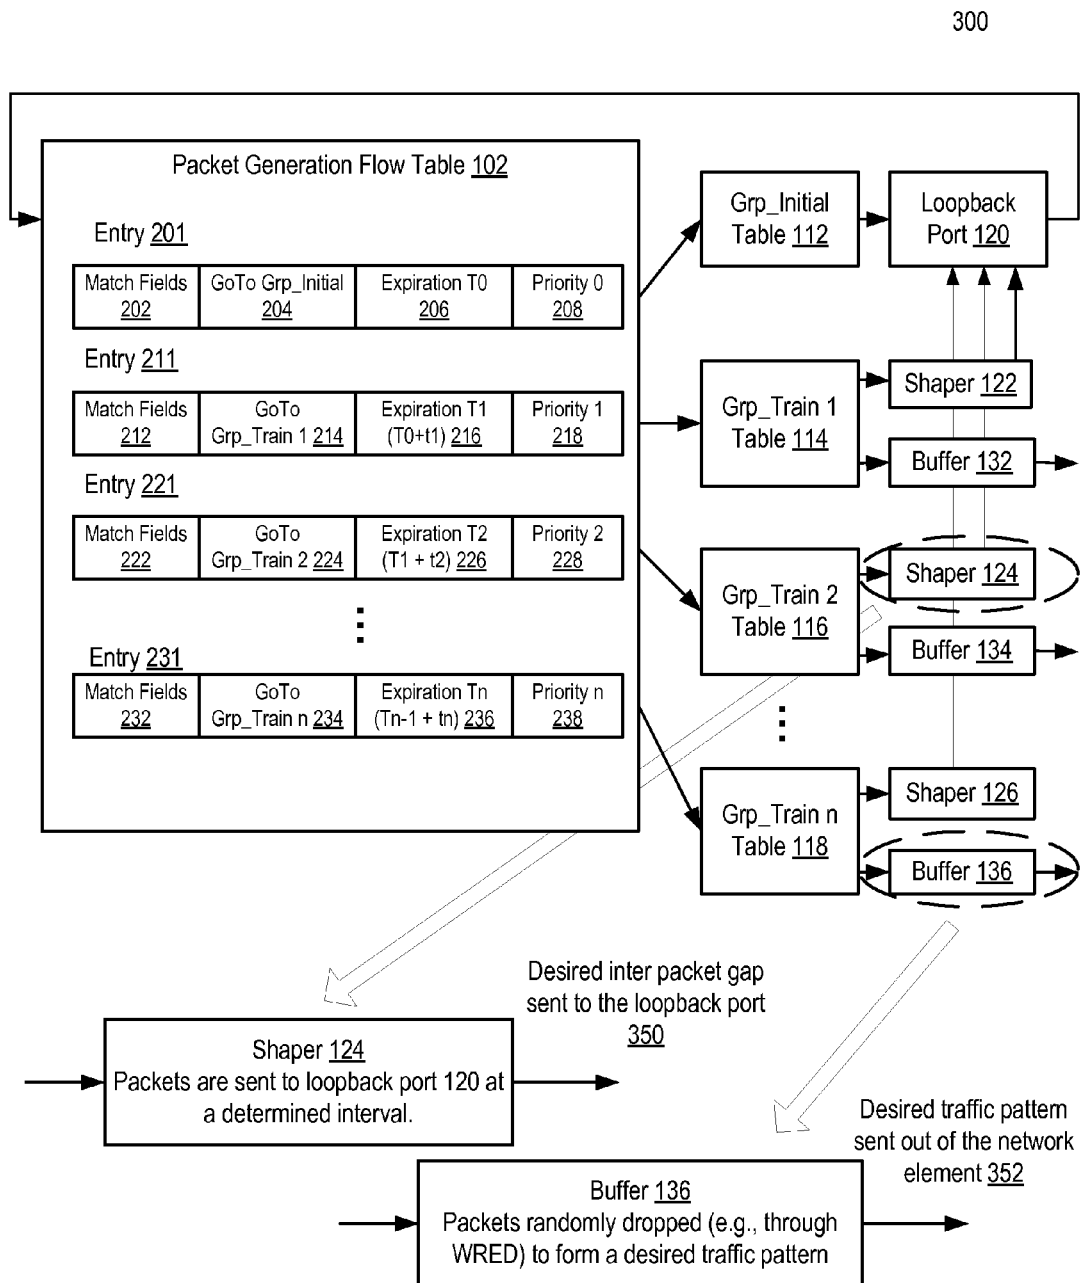 300
Packet Generation Flow Table 102
Entry 201
Match Fields 202
GoTo Grp_Initial 204
Expiration T0 206
Priority 0 208
Entry 211
Match Fields 212
GoTo Grp_Train 1 214
Expiration T1 (T0+t1) 216
Priority 1 218
Entry 221
Match Fields 222
GoTo Grp_Train 2 224
Expiration T2 (T1 + t2) 226
Priority 2 228
Entry 231
Match Fields 232
GoTo Grp_Train n 234
Expiration Tn (Tn-1 + tn) 236
Priority n 238
Grp_Initial
Table 112
Loopback
Port 120
Grp_Train 1
Table 114
Shaper 122
Buffer 132
Grp_Train 2
Table 116
Shaper 124
Buffer 134
Grp_Train n
Table 118
Shaper 126
Buffer 136
Desired inter packet gap
sent to the loopback port
350
Shaper 124
Packets are sent to loopback port 120 at
a determined interval.
Desired traffic pattern
sent out of the network
element 352
Buffer 136
Packets randomly dropped (e.g., through
WRED) to form a desired traffic pattern